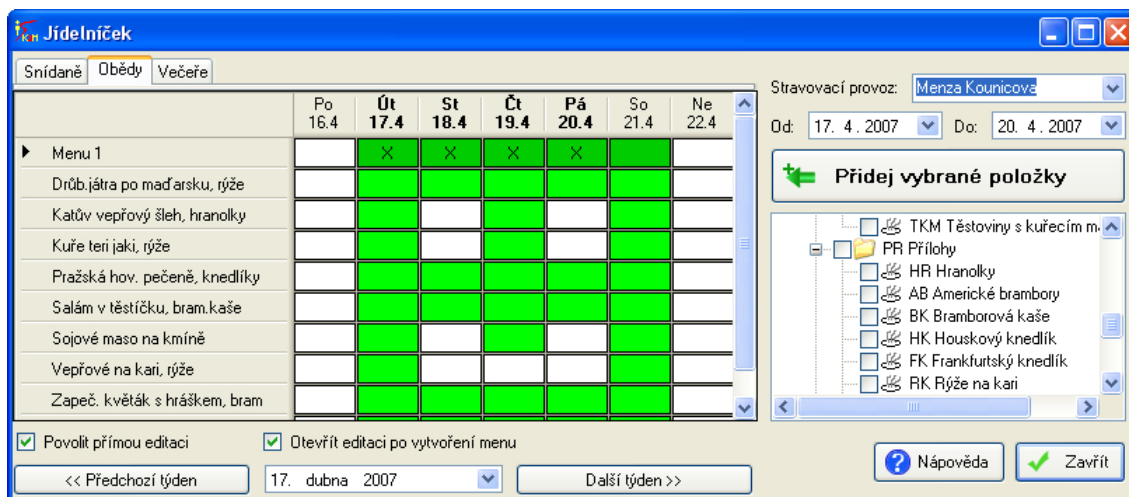 Jídelníček
Snídaně Obědy Večeře
Po Út St Čt Pá So Ne
16.4 17.4 18.4 19.4 20.4 21.4 22.4
Menu 1 X X X X
Drůb.játra po maďarsku, rýže
Katův vepřový šleh, hranolky
Kuře teri jaki, rýže
Pražská hov. pečeně, knedlíky
Salám v těstíčku, bram.kaše
Sojové maso na kmíně
Vepřové na kari, rýže
Zapeč. květák s hráškem, bram
Povolit přímou editaci Otevřít editaci po vytvoření menu
<< Předchozí týden 17. dubna 2007 Další týden >>
Stravovací provoz: Menza Kounicova
Od: 17. 4. 2007 Do: 20. 4. 2007
Přidej vybrané položky
TKM Těstoviny s kuřecím m
PR Přílohy
HR Hranolky
AB Americké brambory
BK Bramborová kaše
HK Houskový knedlík
FK Frankfurtský knedlík
RK Rýže na kari
Nápověda Zavřít